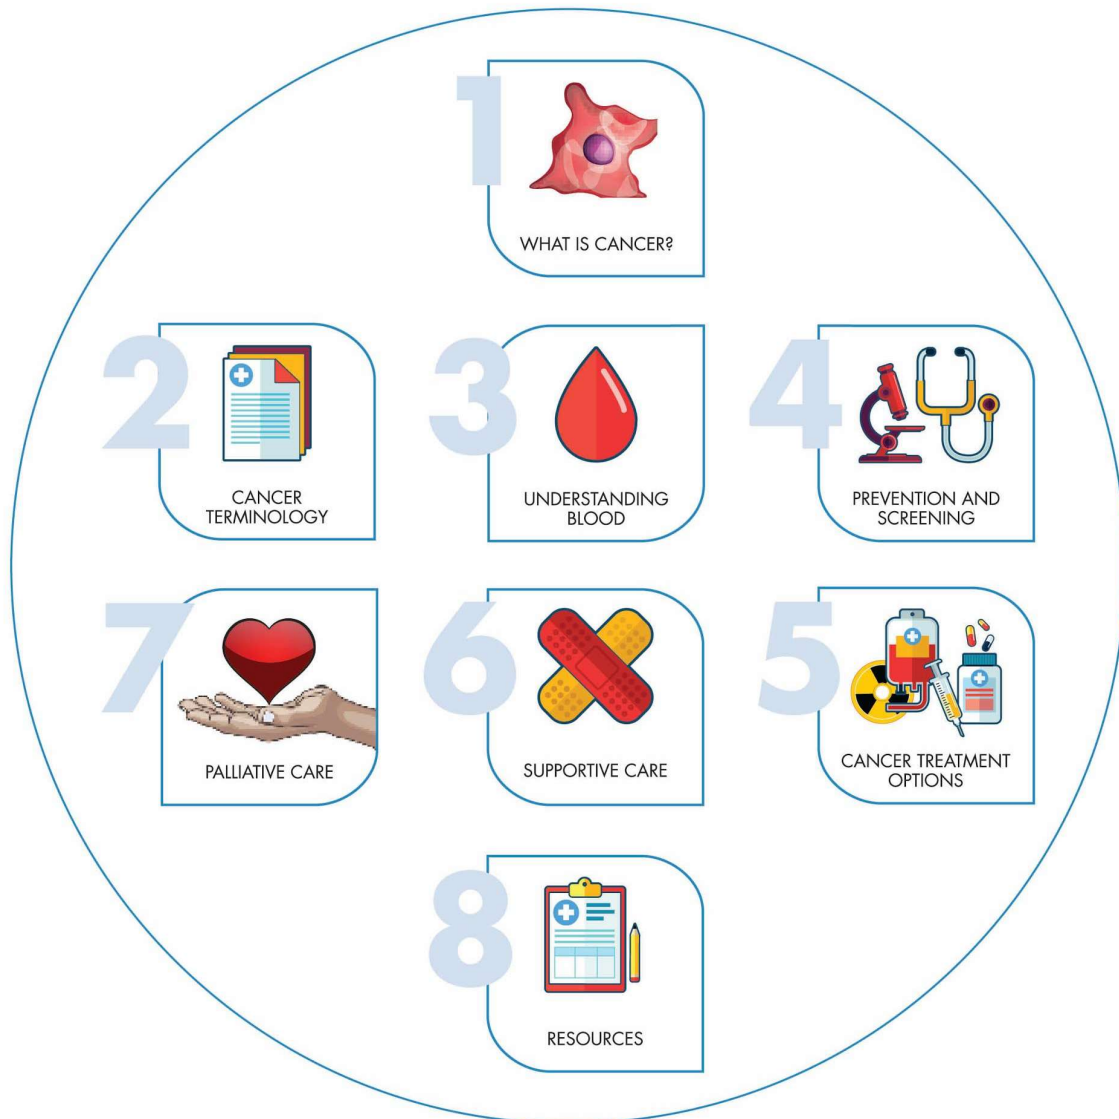 1
WHAT IS CANCER?
2
CANCER
TERMINOLOGY
3
UNDERSTANDING
BLOOD
4
PREVENTION AND
SCREENING
7
PALLIATIVE CARE
6
SUPPORTIVE CARE
5
CANCER TREATMENT
OPTIONS
8
RESOURCES